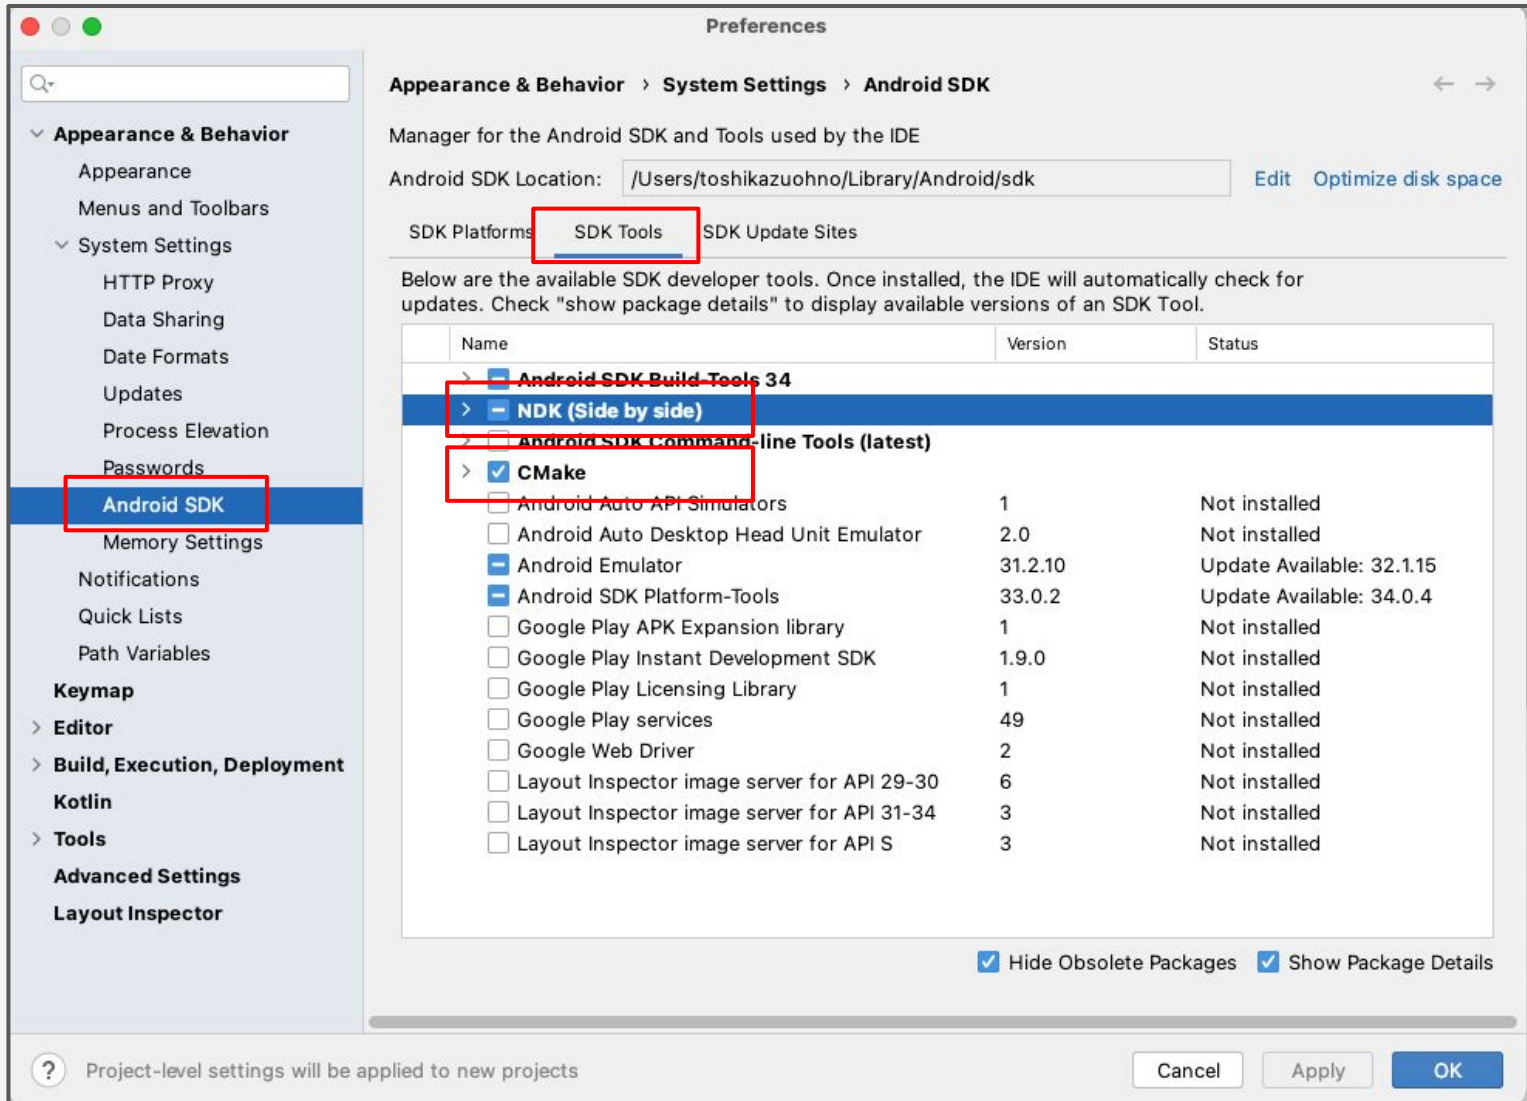 Preferences
Appearance & Behavior
Appearance
Menus and Toolbars
System Settings
HTTP Proxy
Data Sharing
Date Formats
Updates
Process Elevation
Passwords
Android SDK
Memory Settings
Notifications
Quick Lists
Path Variables
Keymap
Editor
Build, Execution, Deployment
Kotlin
Tools
Advanced Settings
Layout Inspector
Appearance & Behavior › System Settings › Android SDK
Manager for the Android SDK and Tools used by the IDE
Android SDK Location: /Users/toshikazuohno/Library/Android/sdk Edit Optimize disk space
SDK Platforms SDK Tools SDK Update Sites
Below are the available SDK developer tools. Once installed, the IDE will automatically check for
updates. Check "show package details" to display available versions of an SDK Tool.
Name Version Status
Android SDK Build-Tools 34
NDK (Side by side)
Android SDK Command-line Tools (latest)
CMake
Android Auto API Simulators 1 Not installed
Android Auto Desktop Head Unit Emulator 2.0 Not installed
Android Emulator 31.2.10 Update Available: 32.1.15
Android SDK Platform-Tools 33.0.2 Update Available: 34.0.4
Google Play APK Expansion library 1 Not installed
Google Play Instant Development SDK 1.9.0 Not installed
Google Play Licensing Library 1 Not installed
Google Play services 49 Not installed
Google Web Driver 2 Not installed
Layout Inspector image server for API 29-30 6 Not installed
Layout Inspector image server for API 31-34 3 Not installed
Layout Inspector image server for API S 3 Not installed
Hide Obsolete Packages Show Package Details
? Project-level settings will be applied to new projects
Cancel Apply OK